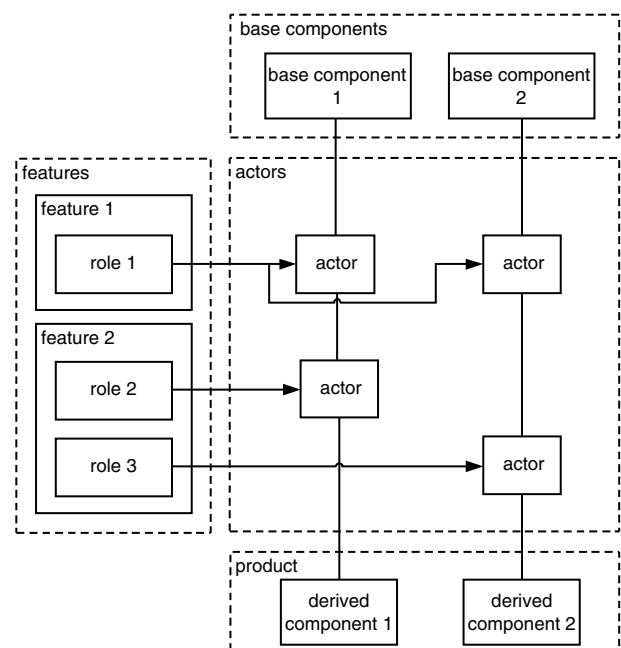 base components
base component
1
base component
2
features
actors
feature 1
role 1
actor
actor
feature 2
role 2
actor
role 3
actor
product
derived
component 1
derived
component 2